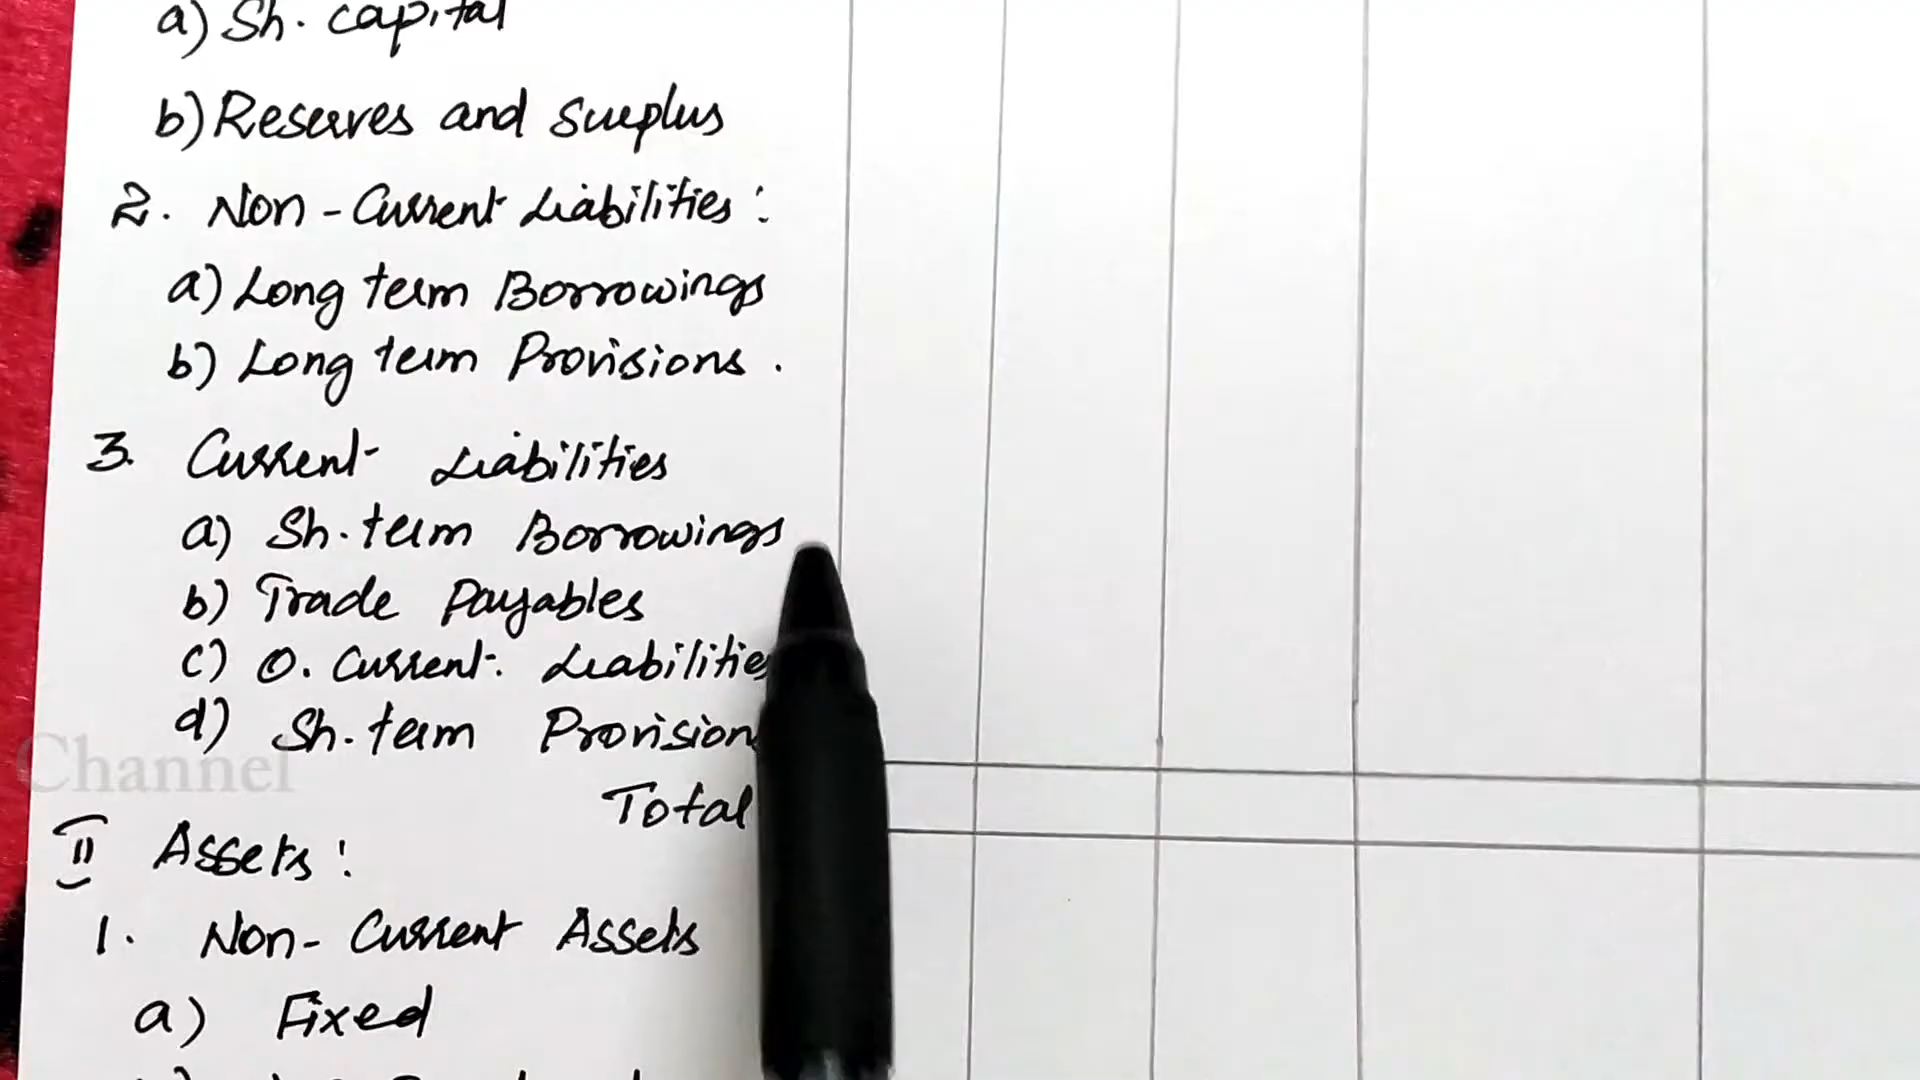 a) Sh. capital
b) Reserves and Surplus
2. Non-Current Liabilities:
a) Long term Borrowings
b) Long term Provisions.
3. Current Liabilities
a) Sh. term Borrowings
b) Trade Payables
c) O. Current. Liabilities
d) Sh. term Provision
Channel
Total
II Assets:
1. Non-Current Assets
a) Fixed